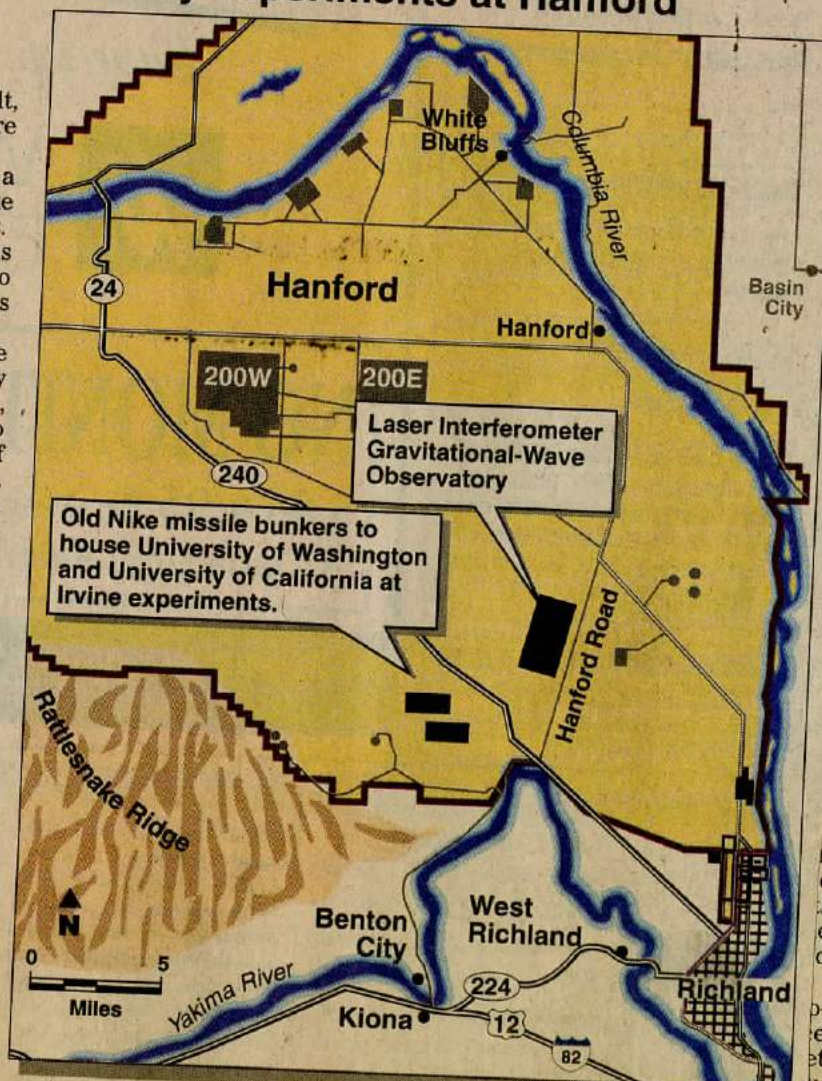 at Hanford
White
Bluffs
Columbia River
24
Hanford
Basin
City
Hanford
200W
200E
Laser Interferometer
Gravitational-Wave
Observatory
240
Old Nike missile bunkers to
house University of Washington
and University of California at
Irvine experiments.
Hanford Road
Rattlesnake Ridge
N
0 5
Miles
Benton
City
West
Richland
Yakima River
224
Richland
Kiona
12
82